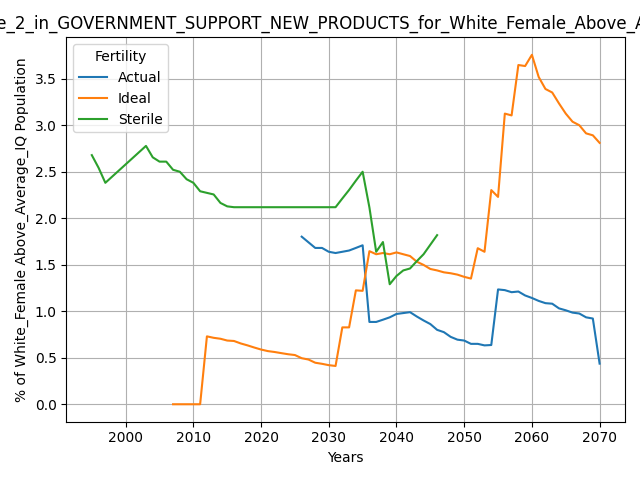 e_2_in_GOVERNMENT_SUPPORT_NEW_PRODUCTS_for_White_Female_Above_A
Fertility
Actual
Ideal
Sterile
% of White_Female Above_Average_IQ Population
3.5
3.0
2.5
2.0
1.5
1.0
0.5
0.0
2000 2010 2020 2030 2040 2050 2060 2070
Years